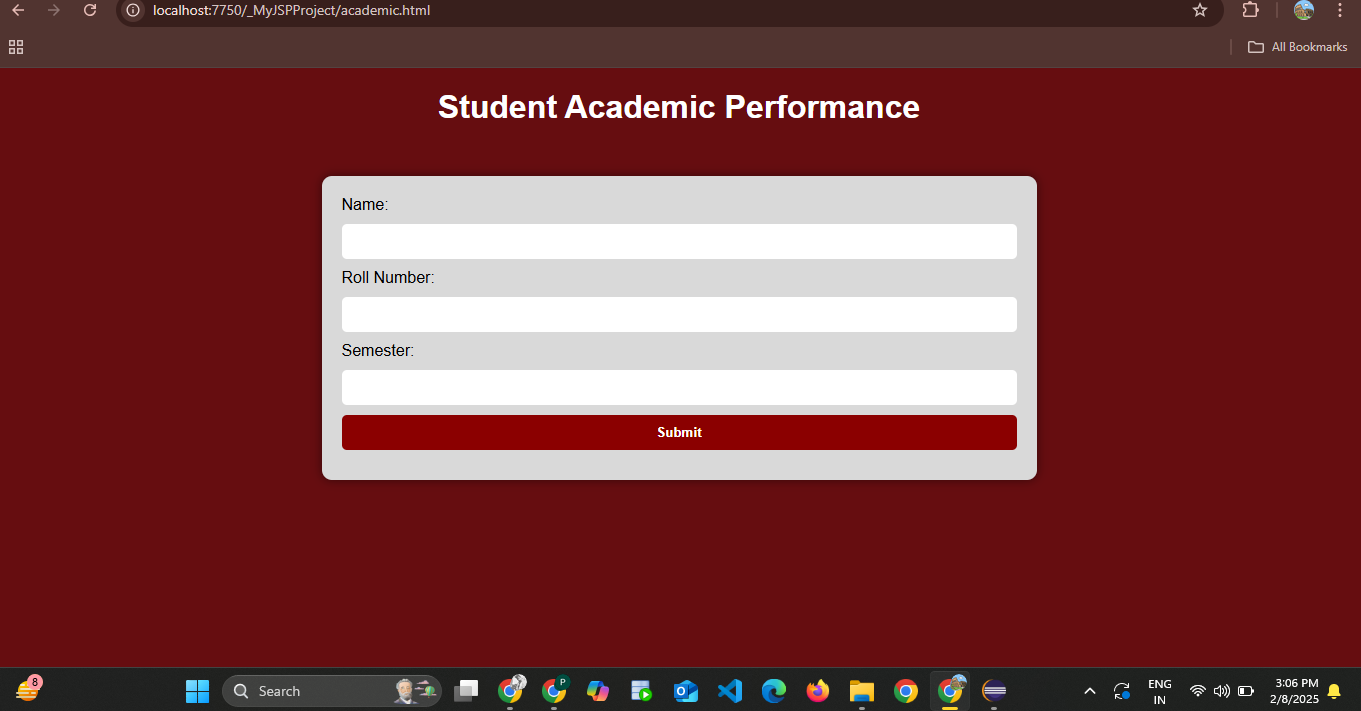 localhost:7750/_MyJSPProject/academic.html
All Bookmarks
Student Academic Performance
Name:
Roll Number:
Semester:
Submit
8
Search
P
ENG
IN
3:06 PM
2/8/2025